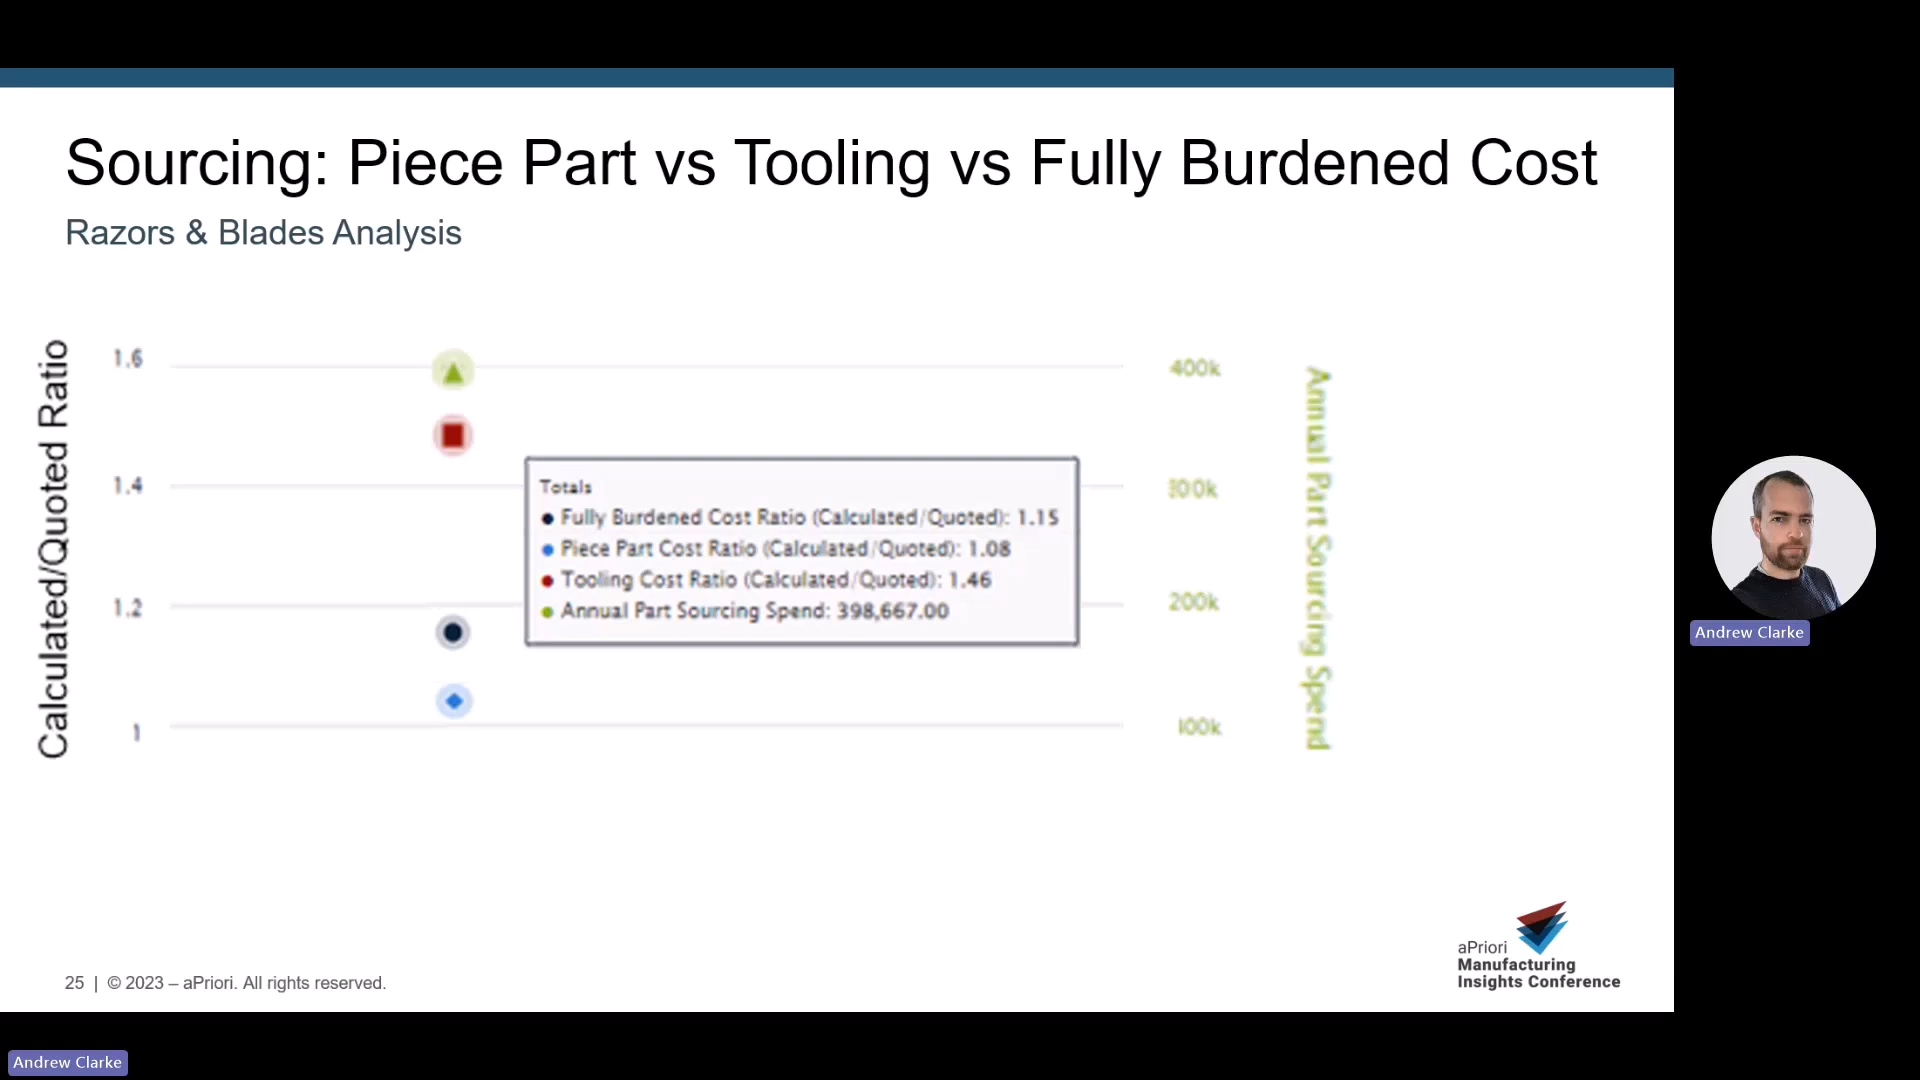 Sourcing: Piece Part vs Tooling vs Fully Burdened Cost
Razors & Blades Analysis
Calculated/Quoted Ratio
1.6
1.4
1.2
1
Totals
Fully Burdened Cost Ratio (Calculated/Quoted): 1.15
Piece Part Cost Ratio (Calculated/Quoted): 1.08
Tooling Cost Ratio (Calculated/Quoted): 1.46
Annual Part Sourcing Spend: 398,667.00
400k
300k
200k
100k
Annual Part Sourcing Spend
Andrew Clarke
aPriori
Manufacturing
Insights Conference
25 | © 2023 – aPriori. All rights reserved.
Andrew Clarke